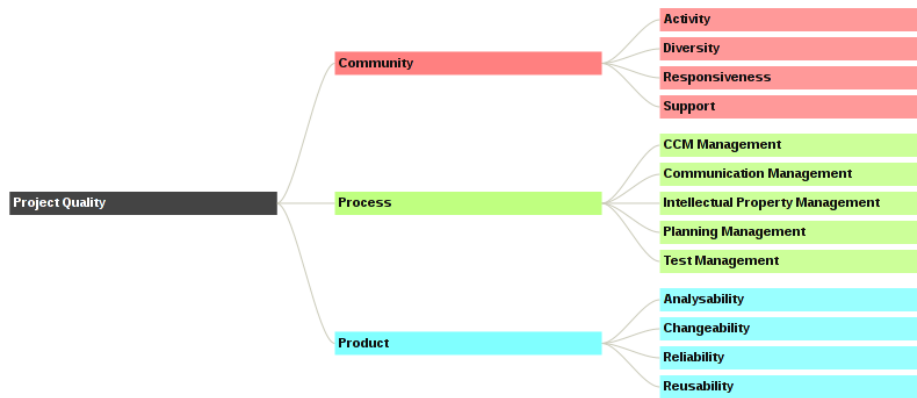 Project Quality
Community
Activity
Diversity
Responsiveness
Support
Process
CCM Management
Communication Management
Intellectual Property Management
Planning Management
Test Management
Product
Analysability
Changeability
Reliability
Reusability